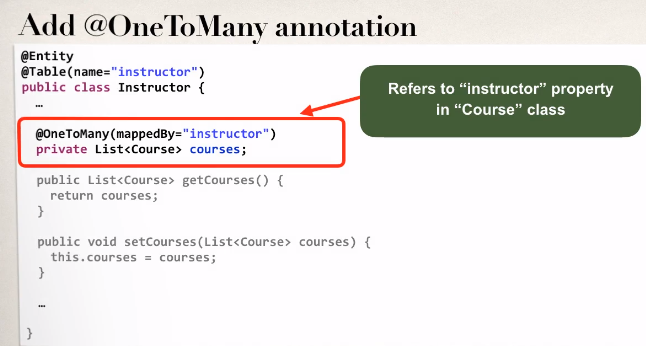 Add @OneToMany annotation
@Entity
@Table(name="instructor")
public class Instructor {
…
@OneToMany(mappedBy="instructor")
private List<Course> courses;
public List<Course> getCourses() {
return courses;
}
public void setCourses(List<Course> courses) {
this.courses = courses;
}
…
}
Refers to “instructor” property
in “Course” class